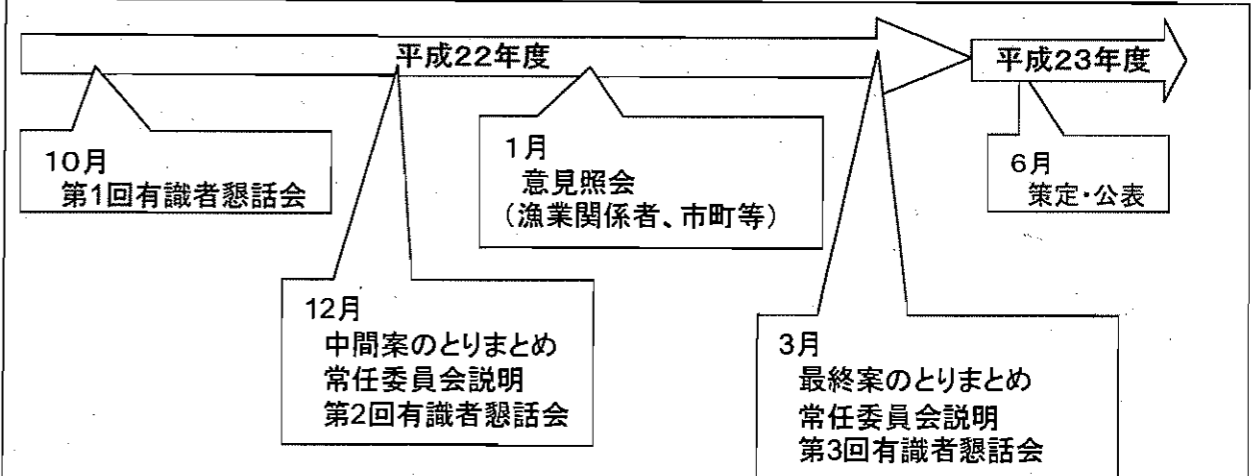 平成22年度
平成23年度
10月
第1回有識者懇話会
12月
中間案のとりまとめ
常任委員会説明
第2回有識者懇話会
1月
意見照会
(漁業関係者、市町等)
3月
最終案のとりまとめ
常任委員会説明
第3回有識者懇話会
6月
策定・公表